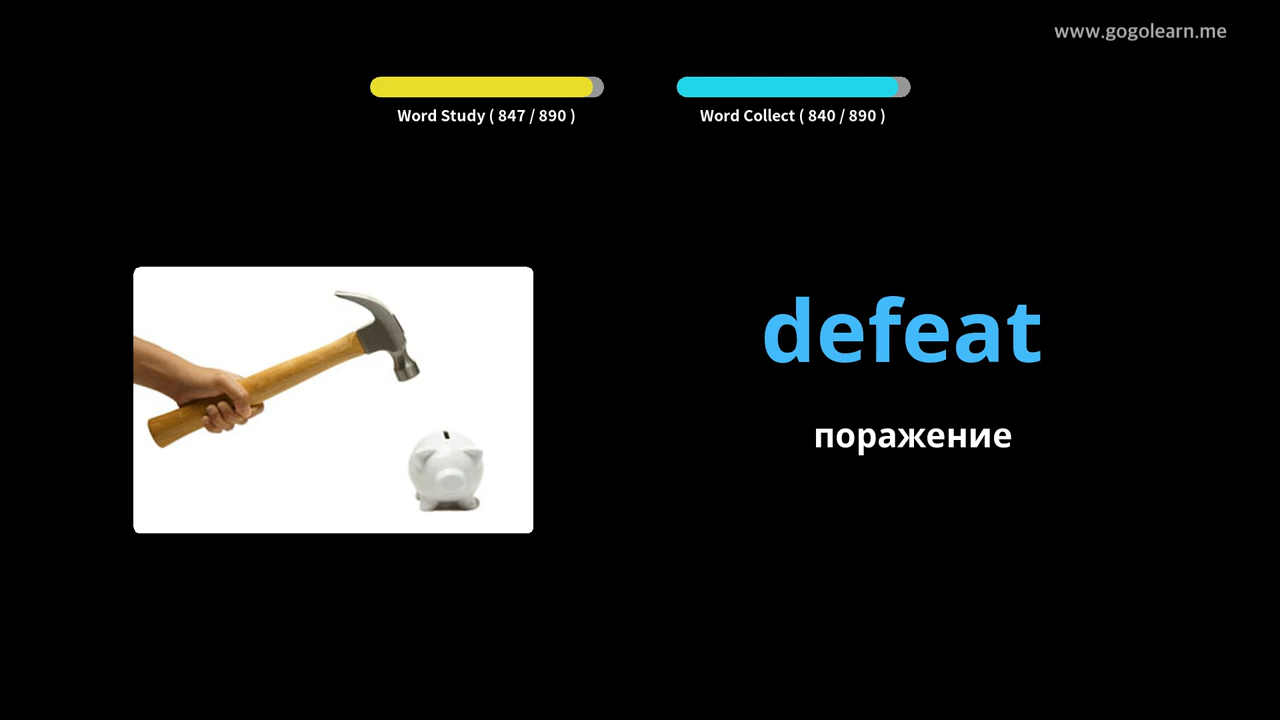 www.gogolearn.me
Word Study ( 847 / 890 )
Word Collect ( 840 / 890 )
defeat
поражение